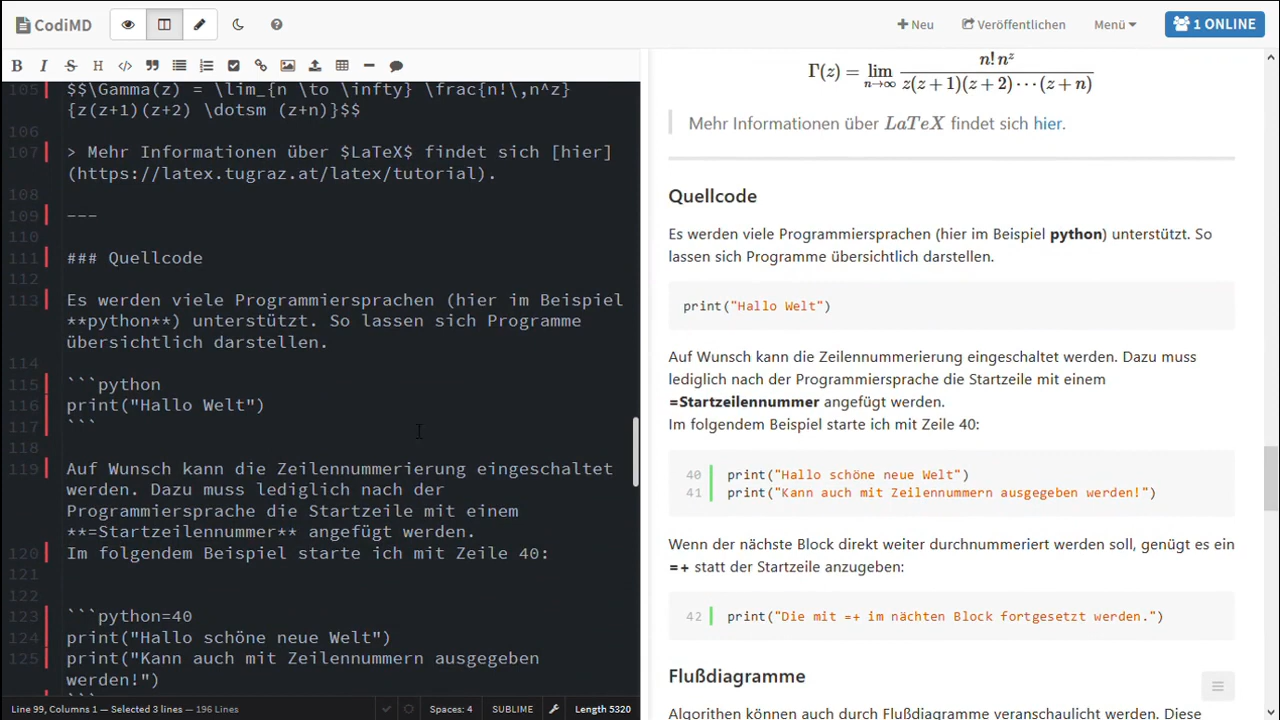 CodiMD
Neu
Veröffentlichen
Menü
1 ONLINE
105 $$\Gamma(z) = \lim_{n \to \infty} \frac{n!\,n^z}
{z(z+1)(z+2) \dotsm (z+n)}$$
106
107 > Mehr Informationen über $LaTeX$ findet sich [hier]
(https://latex.tugraz.at/latex/tutorial).
108
109 ---
110
111 ### Quellcode
112
113 Es werden viele Programmiersprachen (hier im Beispiel
**python**) unterstützt. So lassen sich Programme
übersichtlich darstellen.
114
115 ```python
116 print("Hallo Welt")
117 ```
118
119 Auf Wunsch kann die Zeilennummerierung eingeschaltet
werden. Dazu muss lediglich nach der
Programmiersprache die Startzeile mit einem
**=Startzeilennummer** angefügt werden.
120 Im folgendem Beispiel starte ich mit Zeile 40:
121
122
123 ```python=40
124 print("Hallo schöne neue Welt")
125 print("Kann auch mit Zeilennummern ausgegeben
werden!")
Line 99, Columns 1 — Selected 3 lines — 196 Lines
Spaces: 4
SUBLIME
Length 5320
Γ(z) = lim n→∞ n! n^z / z(z+1)(z+2)⋯(z+n)
Mehr Informationen über LaTeX findet sich hier.
Quellcode
Es werden viele Programmiersprachen (hier im Beispiel python) unterstützt. So
lassen sich Programme übersichtlich darstellen.
print("Hallo Welt")
Auf Wunsch kann die Zeilennummerierung eingeschaltet werden. Dazu muss
lediglich nach der Programmiersprache die Startzeile mit einem
=Startzeilennummer angefügt werden.
Im folgendem Beispiel starte ich mit Zeile 40:
40 print("Hallo schöne neue Welt")
41 print("Kann auch mit Zeilennummern ausgegeben werden!")
Wenn der nächste Block direkt weiter durchnummeriert werden soll, genügt es ein
=+ statt der Startzeile anzugeben:
42 print("Die mit =+ im nächten Block fortgesetzt werden.")
Flußdiagramme
Algorithmen können auch durch Flußdiagramme veranschaulicht werden. Diese